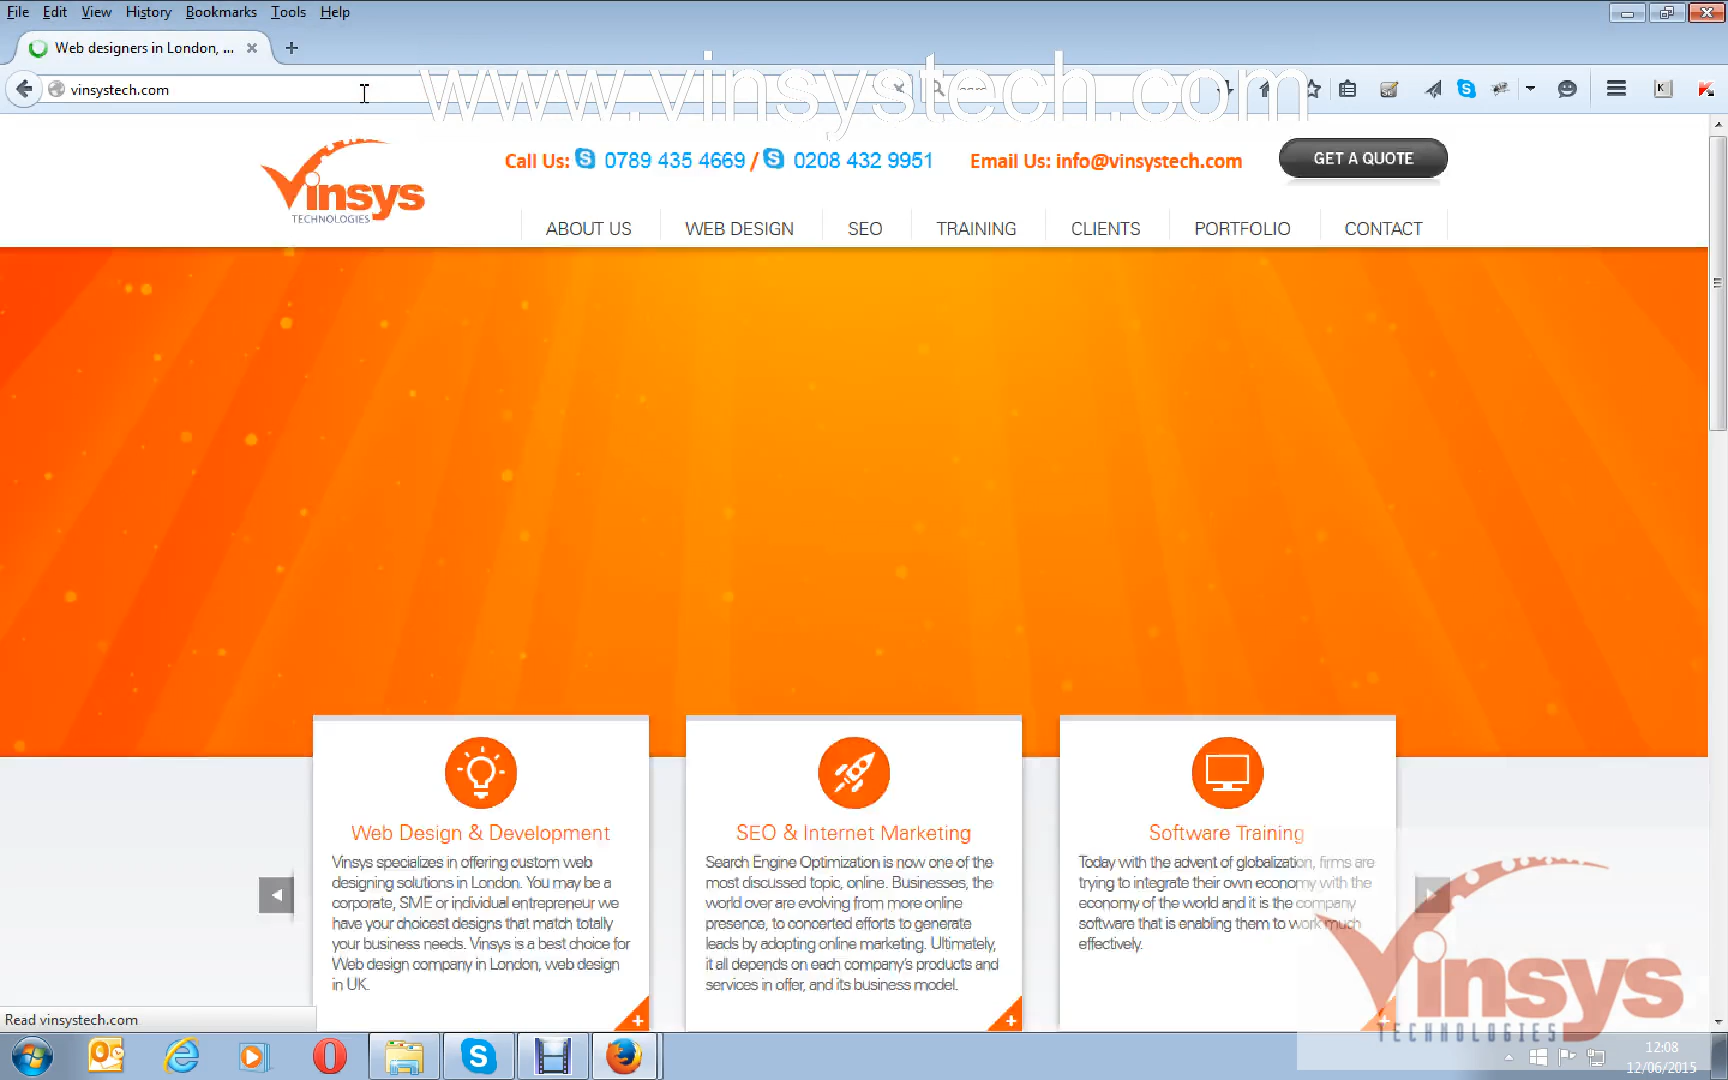 File Edit View History Bookmarks Tools Help
Web designers in London, ...
vinsystech.com
www.vinsystech.com
Vinsys
TECHNOLOGIES
Call Us: 0789 435 4669 / 0208 432 9951
Email Us: info@vinsystech.com
GET A QUOTE
ABOUT US WEB DESIGN SEO TRAINING CLIENTS PORTFOLIO CONTACT
Web Design & Development
Vinsys specializes in offering custom web
designing solutions in London. You may be a
corporate, SME or individual entrepreneur we
have your choicest designs that match totally
your business needs. Vinsys is a best choice for
Web design company in London, web design
in UK.
SEO & Internet Marketing
Search Engine Optimization is now one of the
most discussed topic, online. Businesses, the
world over are evolving from more online
presence, to concerted efforts to generate
leads by adopting online marketing. Ultimately,
it all depends on each company's products and
services in offer, and its business model.
Software Training
Today with the advent of globalization, firms are
trying to integrate their own economy with the
economy of the world and it is the company
software that is enabling them to work much
effectively.
Vinsys
TECHNOLOGIES
Read vinsystech.com
12:08
12/06/2015